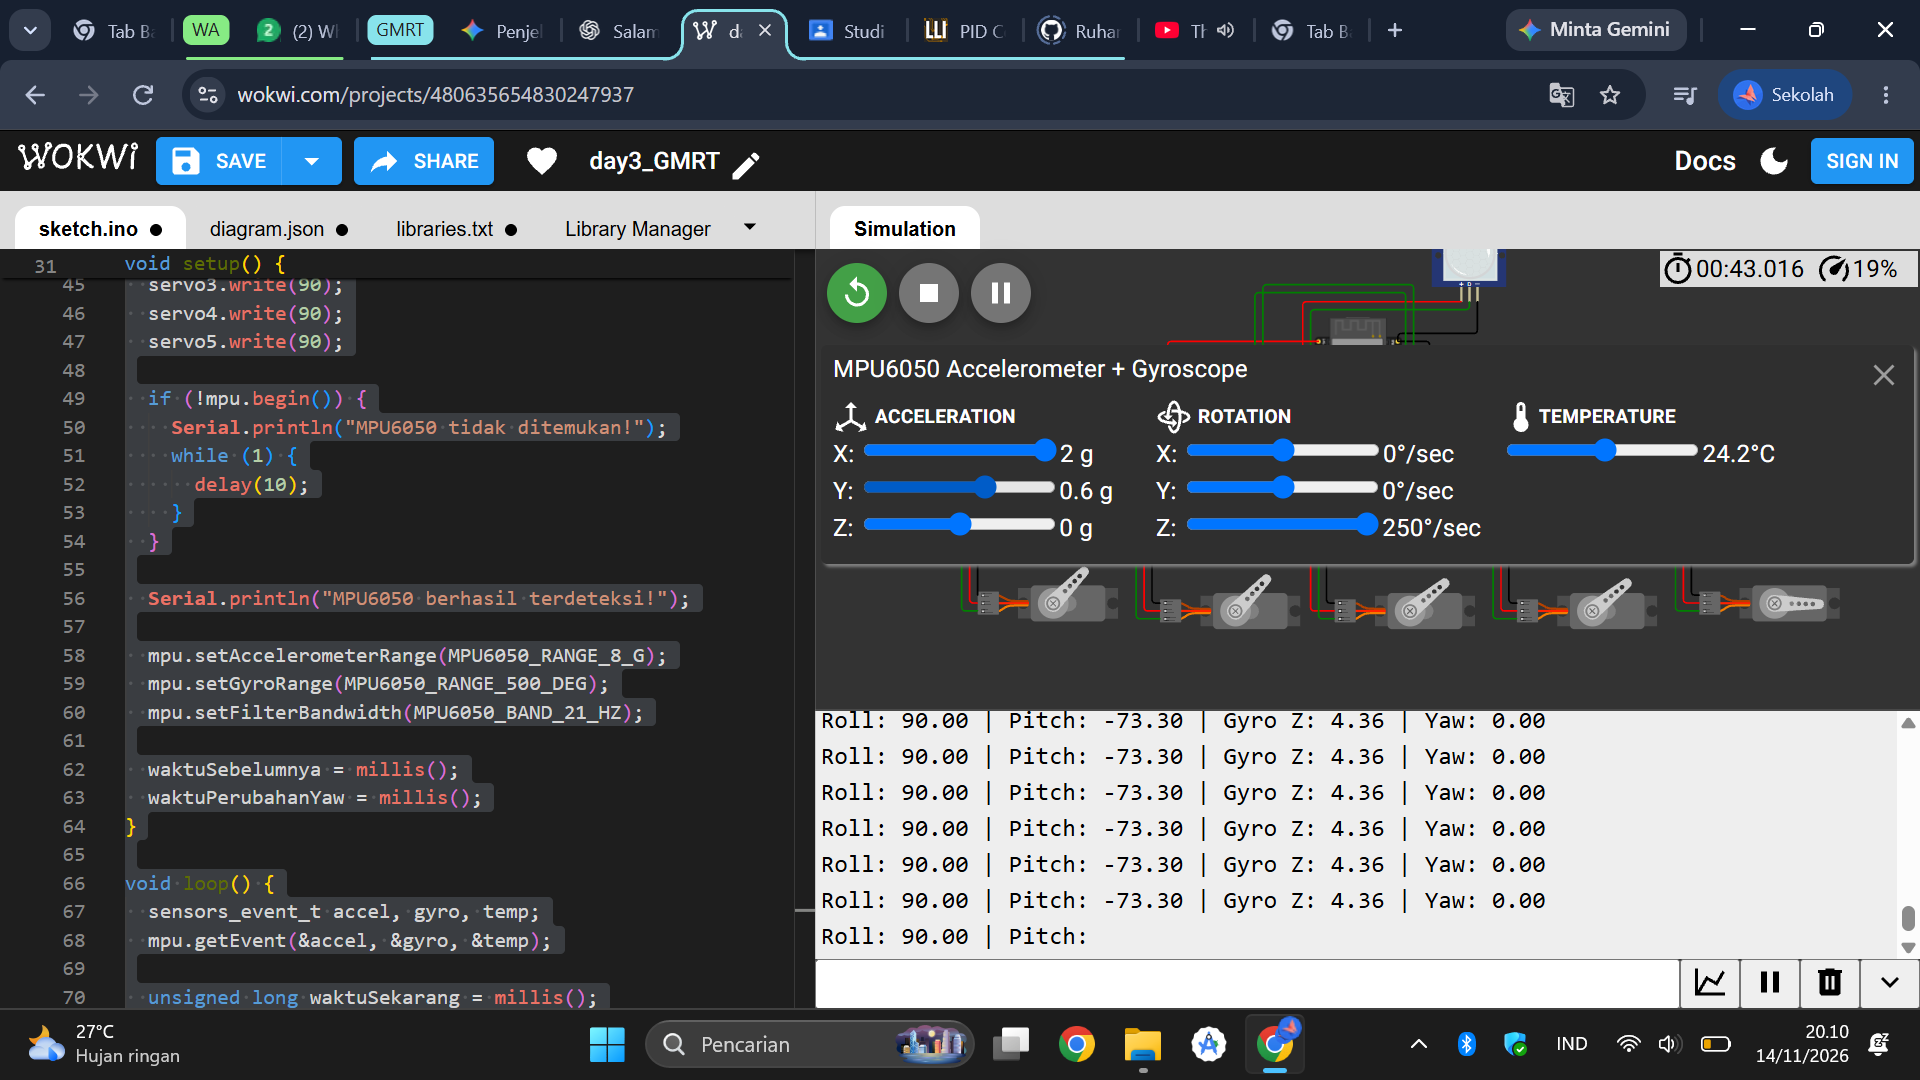 Tab B
WA
2 (2) W
GMRT
Penjel
Salam
d
Studi
PID C
Ruhar
Th
Tab B
Minta Gemini
wokwi.com/projects/480635654830247937
Sekolah
WOKWI
SAVE
SHARE
day3_GMRT
Docs
SIGN IN
sketch.ino
diagram.json
libraries.txt
Library Manager
Simulation
31 void setup() {
45 servo3.write(90);
46 servo4.write(90);
47 servo5.write(90);
48
49 if (!mpu.begin()) {
50 Serial.println("MPU6050 tidak ditemukan!");
51 while (1) {
52 delay(10);
53 }
54 }
55
56 Serial.println("MPU6050 berhasil terdeteksi!");
57
58 mpu.setAccelerometerRange(MPU6050_RANGE_8_G);
59 mpu.setGyroRange(MPU6050_RANGE_500_DEG);
60 mpu.setFilterBandwidth(MPU6050_BAND_21_HZ);
61
62 waktuSebelumnya = millis();
63 waktuPerubahanYaw = millis();
64 }
65
66 void loop() {
67 sensors_event_t accel, gyro, temp;
68 mpu.getEvent(&accel, &gyro, &temp);
69
70 unsigned long waktuSekarang = millis();
00:43.016 19%
MPU6050 Accelerometer + Gyroscope
ACCELERATION
X: 2 g
Y: 0.6 g
Z: 0 g
ROTATION
X: 0°/sec
Y: 0°/sec
Z: 250°/sec
TEMPERATURE
24.2°C
Roll: 90.00 | Pitch: -73.30 | Gyro Z: 4.36 | Yaw: 0.00
Roll: 90.00 | Pitch: -73.30 | Gyro Z: 4.36 | Yaw: 0.00
Roll: 90.00 | Pitch: -73.30 | Gyro Z: 4.36 | Yaw: 0.00
Roll: 90.00 | Pitch: -73.30 | Gyro Z: 4.36 | Yaw: 0.00
Roll: 90.00 | Pitch: -73.30 | Gyro Z: 4.36 | Yaw: 0.00
Roll: 90.00 | Pitch: -73.30 | Gyro Z: 4.36 | Yaw: 0.00
Roll: 90.00 | Pitch:
27°C
Hujan ringan
Pencarian
IND
20.10
14/11/2026